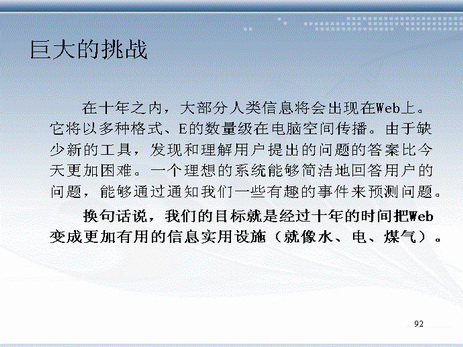 巨大的挑战
在十年之内，大部分人类信息将会出现在Web上。
它将以多种格式、E的数量级在电脑空间传播。由于缺
少新的工具，发现和理解用户提出的问题的答案比今
天更加困难。一个理想的系统能够简洁地回答用户的
问题，能够通过通知我们一些有趣的事件来预测问题。
换句话说，我们的目标就是经过十年的时间把Web
变成更加有用的信息实用设施（就像水、电、煤气）。
92